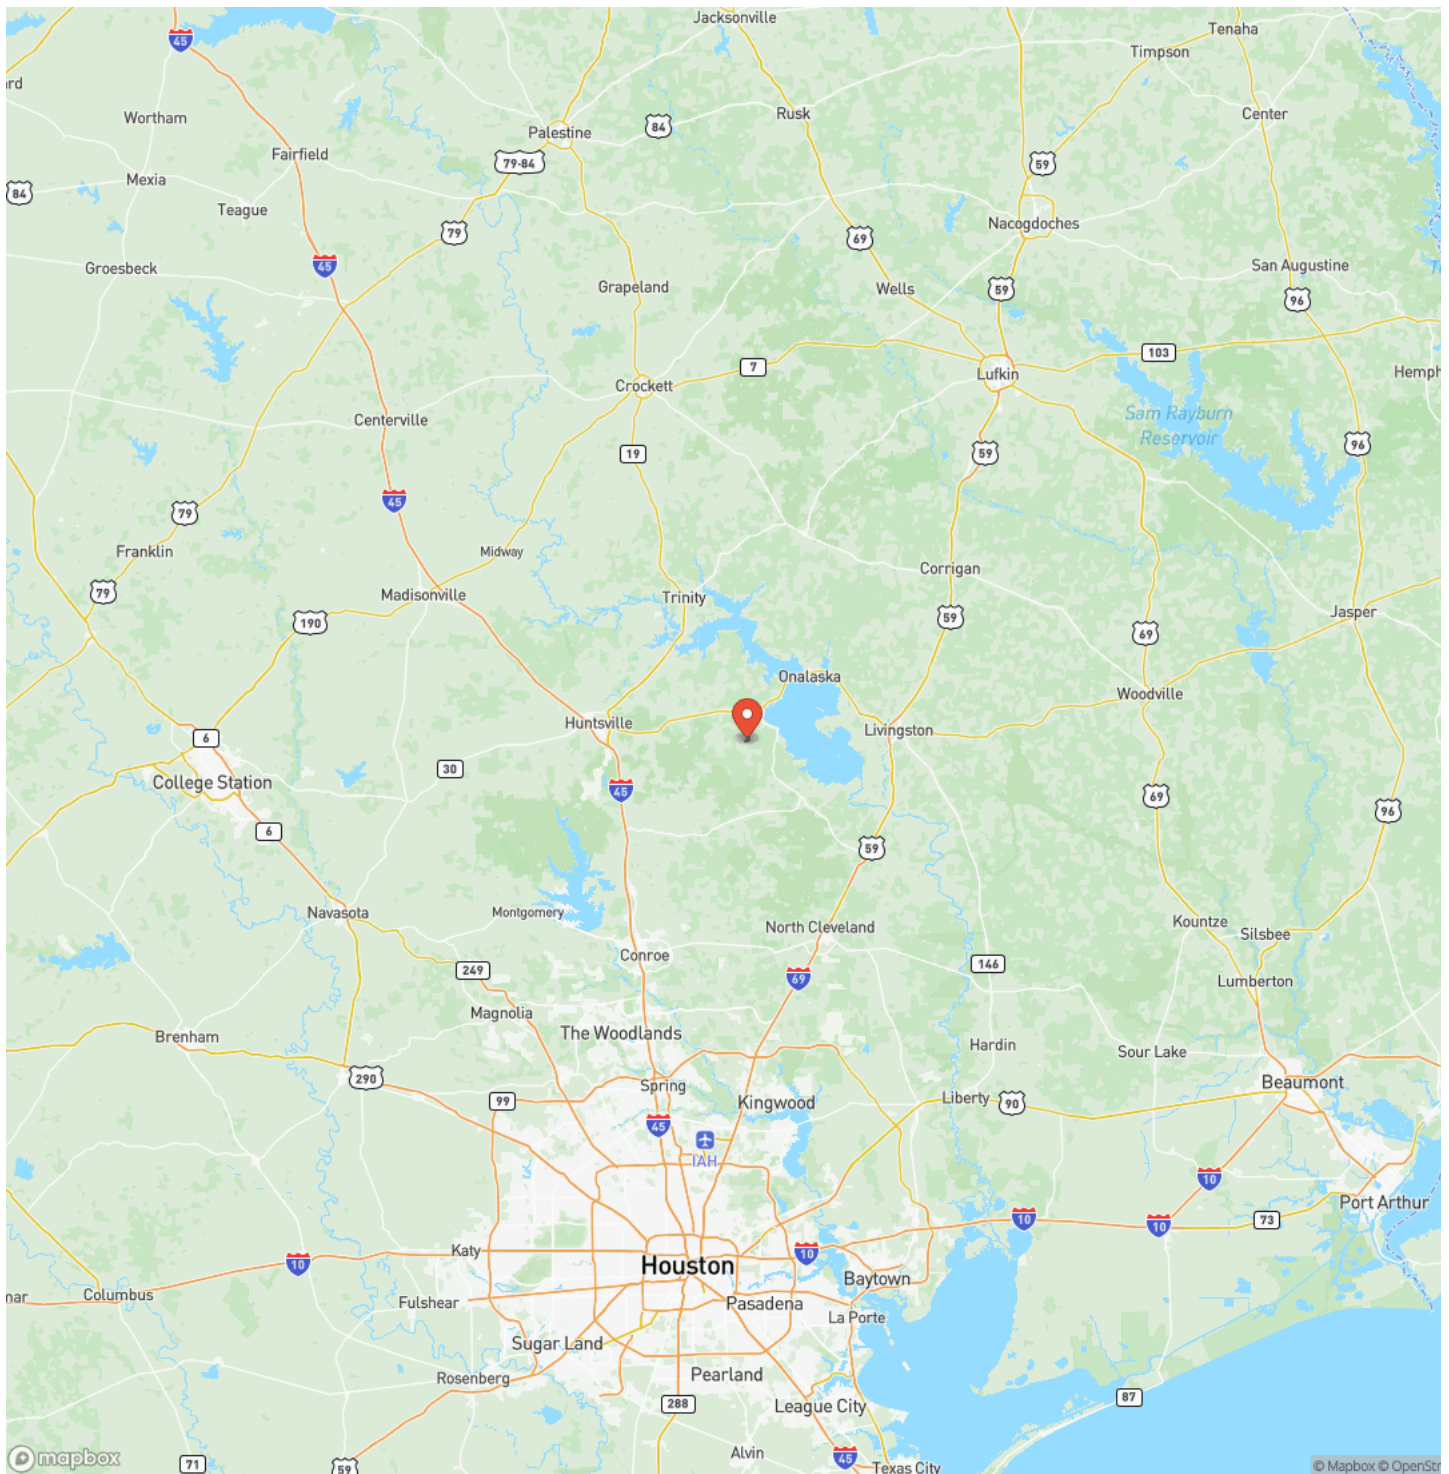 Jacksonville
Tenaha
45
Timpson
Wortham
Rusk
Center
84
Palestine
Fairfield
79-84
59
Mexia
84
Teague
Nacogdoches
79
69
45
Groesbeck
San Augustine
Grapeland
Wells
59
96
103
7
Lufkin
Hemph
Crockett
Centerville
Sam Rayburn
Reservoir
19
59
96
45
79
Midway
Franklin
Corrigan
79
Madisonville
Trinity
190
59
69
Jasper
Onalaska
Woodville
Huntsville
Livingston
6
30
College Station
45
69
96
6
59
Navasota
Montgomery
North Cleveland
Kountze
Silsbee
Conroe
249
146
69
Lumberton
Magnolia
The Woodlands
Brenham
Hardin
Sour Lake
290
Spring
Beaumont
99
Kingwood
Liberty
90
45
IAH
10
Port Arthur
10
10
73
Katy
10
10
Houston
Baytown
Columbus
Fulshear
Pasadena
La Porte
Sugar Land
Rosenberg
Pearland
288
League City
87
mapbox
71
59
Alvin
45
Texas City
© Mapbox © OpenStr